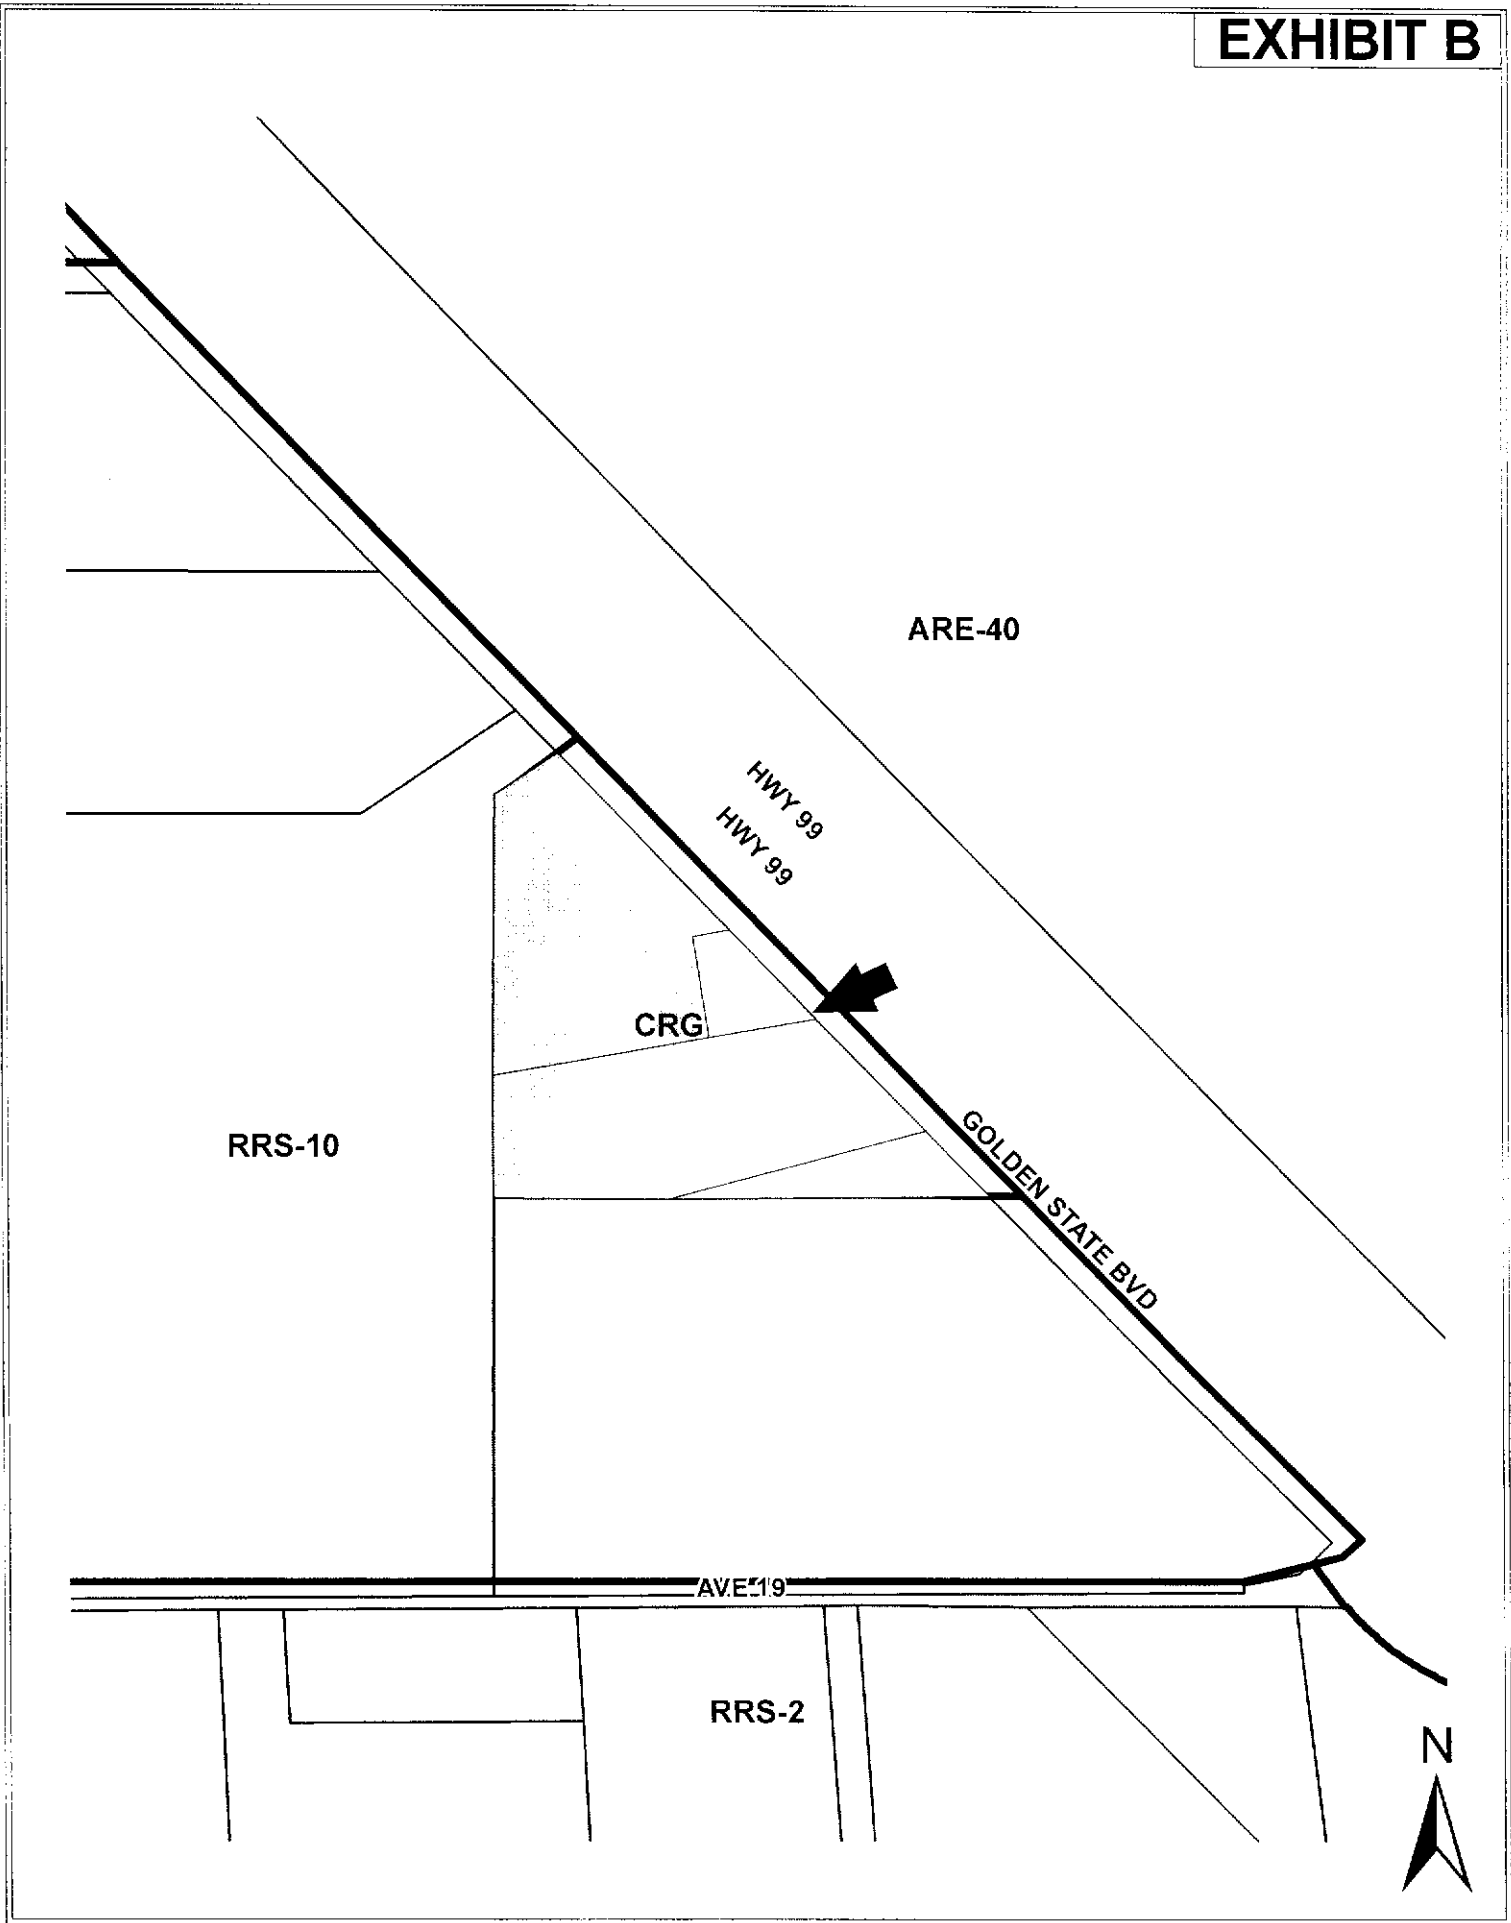 EXHIBIT B
ARE-40
HWY 99
HWY 99
CRG
RRS-10
GOLDEN STATE BVD
AVE 19
RRS-2
N